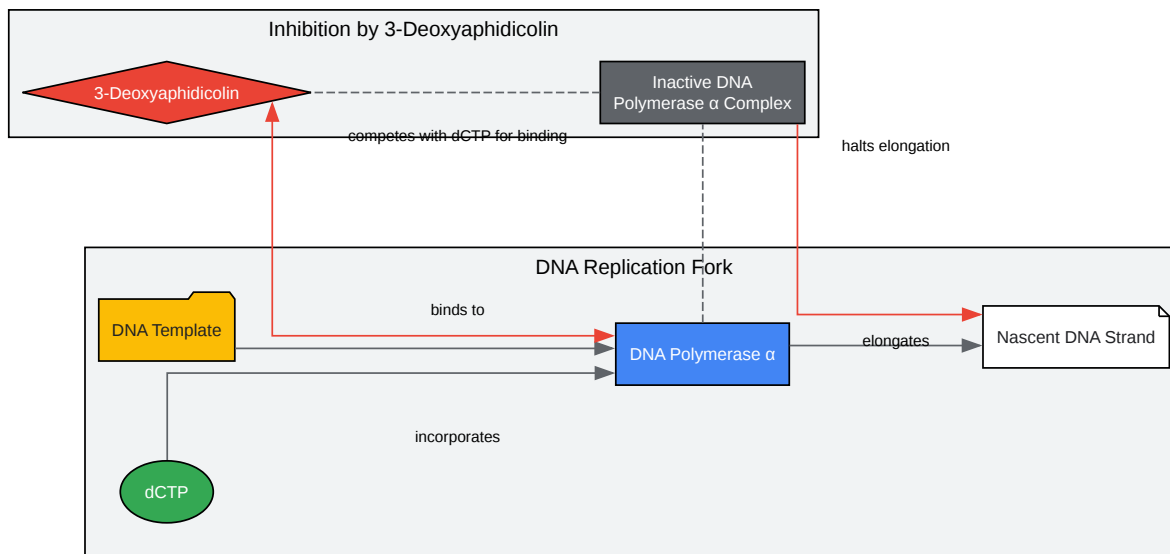 Inhibition by 3-Deoxyaphidicolin
3-Deoxyaphidicolin
Inactive DNA
Polymerase α Complex
competes with dCTP for binding
halts elongation
DNA Replication Fork
binds to
DNA Template
DNA Polymerase α
elongates
Nascent DNA Strand
incorporates
dCTP